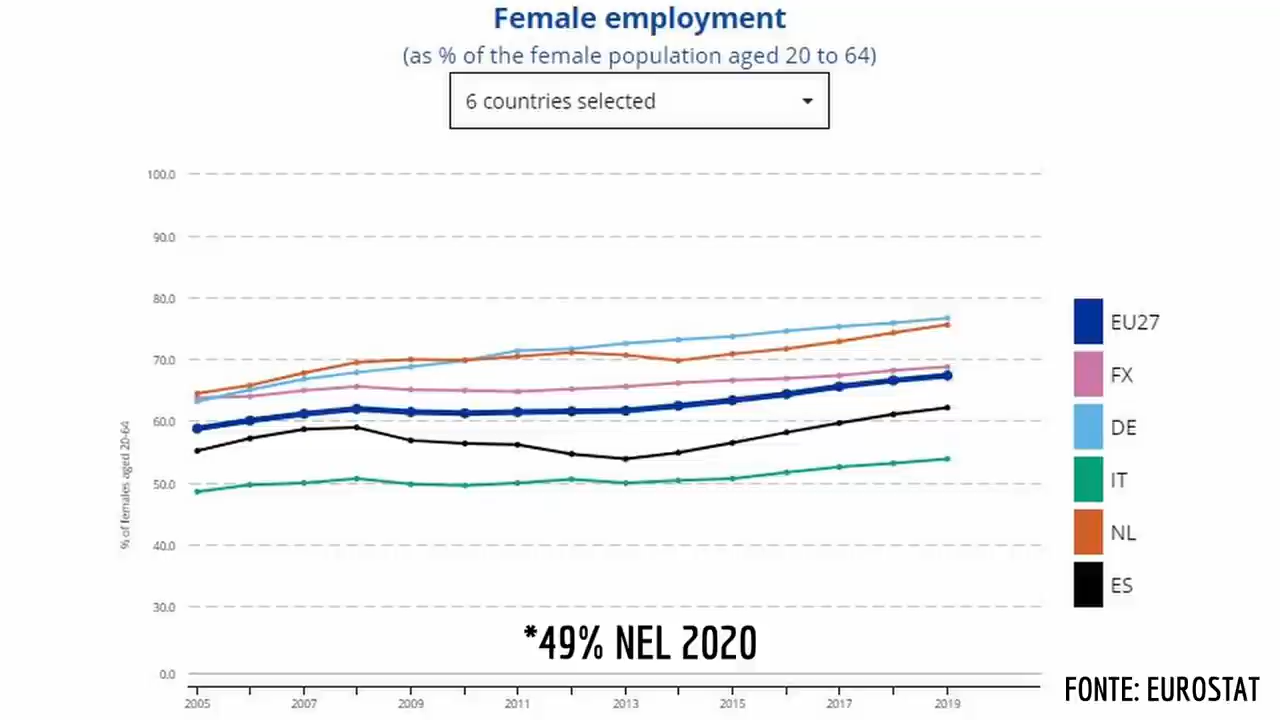 Female employment
(as % of the female population aged 20 to 64)
6 countries selected
100.0
90.0
80.0
70.0
60.0
50.0
40.0
30.0
0.0
% of females aged 20-64
2005 2007 2009 2011 2013 2015 2017 2019
EU27
FX
DE
IT
NL
ES
*49% NEL 2020
FONTE: EUROSTAT